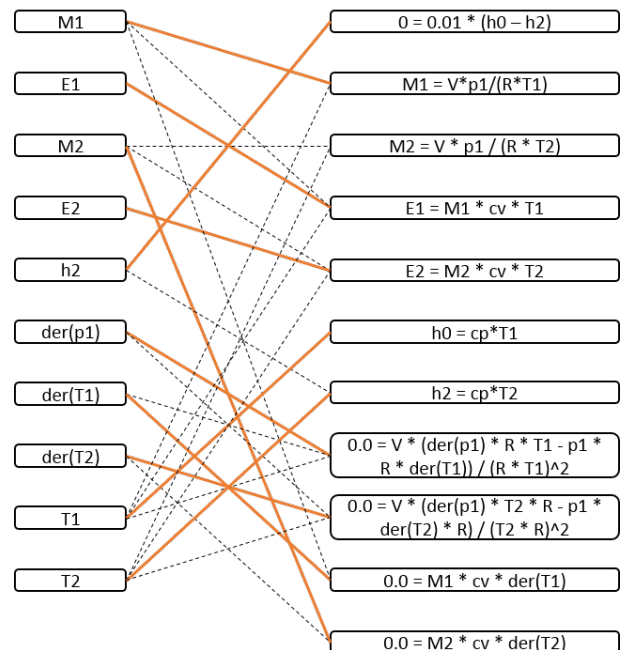 M1
E1
M2
E2
h2
der(p1)
der(T1)
der(T2)
T1
T2
0 = 0.01 * (h0 – h2)
M1 = V*p1/(R*T1)
M2 = V * p1 / (R * T2)
E1 = M1 * cv * T1
E2 = M2 * cv * T2
h0 = cp*T1
h2 = cp*T2
0.0 = V * (der(p1) * R * T1 - p1 *
R * der(T1)) / (R * T1)^2
0.0 = V * (der(p1) * T2 * R - p1 *
der(T2) * R) / (T2 * R)^2
0.0 = M1 * cv * der(T1)
0.0 = M2 * cv * der(T2)